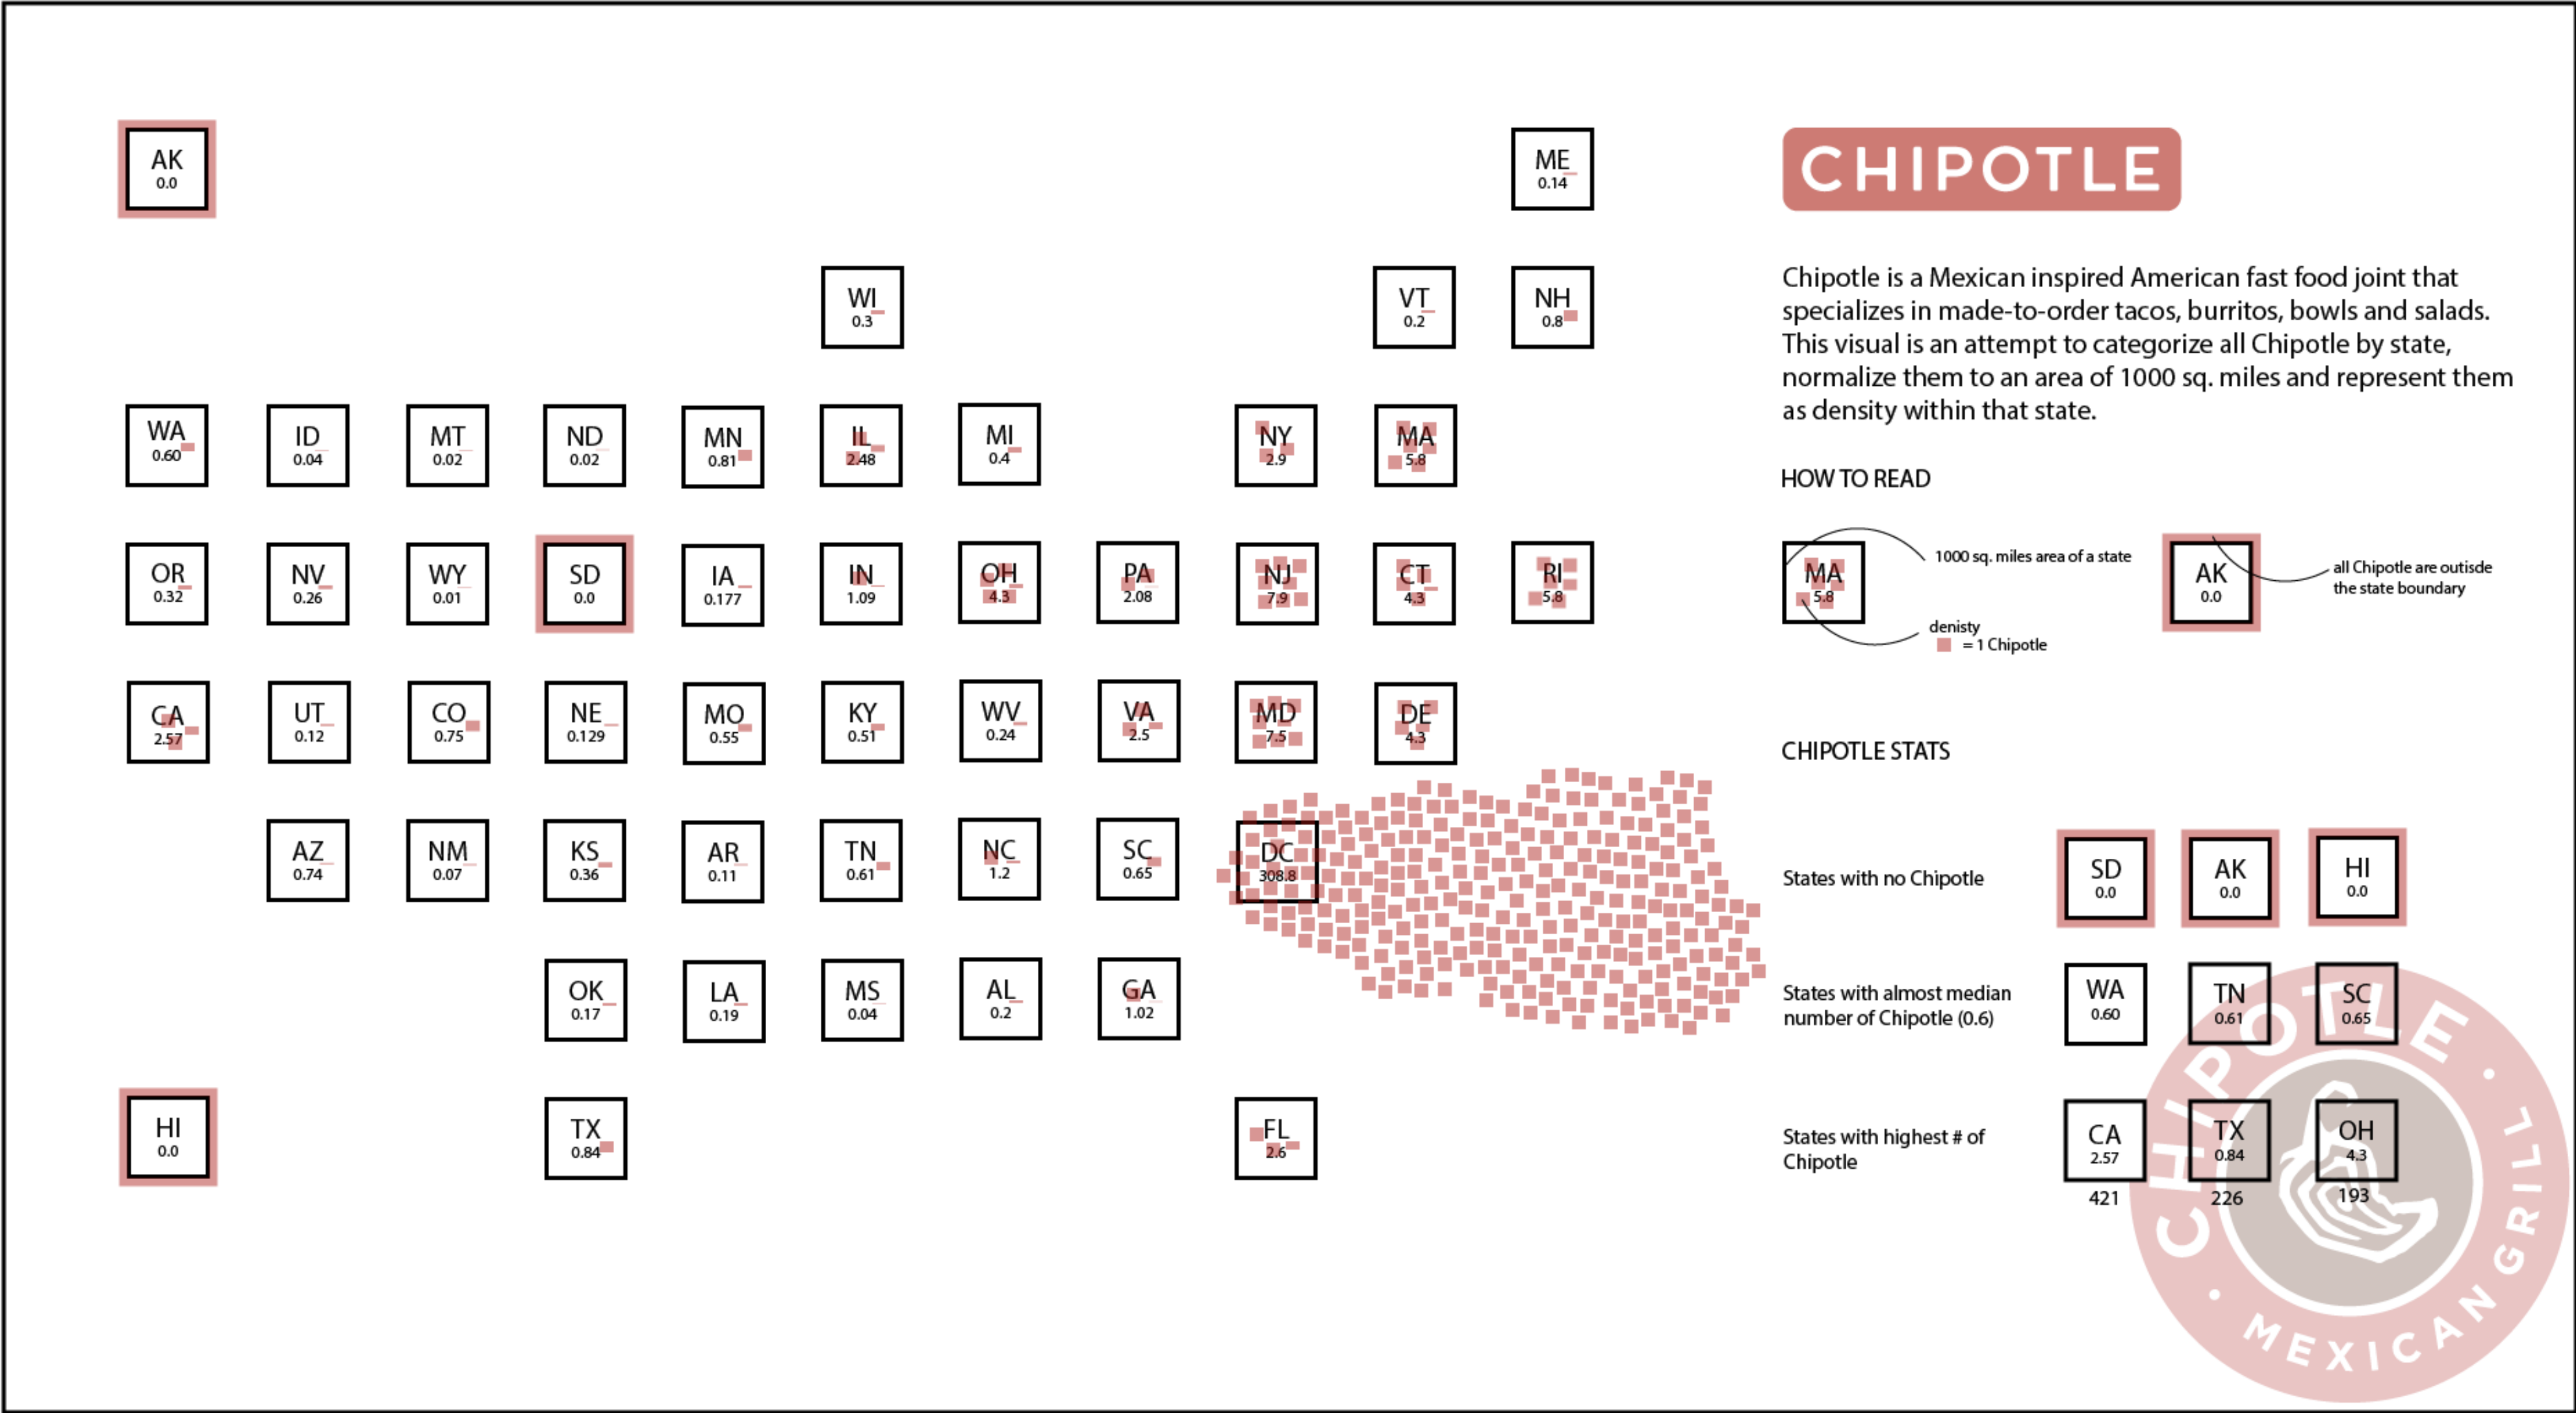 AK
0.0
ME
0.14
WI
0.3
VT
0.2
NH
0.8
WA
0.60
ID
0.04
MT
0.02
ND
0.02
MN
0.81
IL
2.48
MI
0.4
NY
2.9
MA
5.8
OR
0.32
NV
0.26
WY
0.01
SD
0.0
IA
0.177
IN
1.09
OH
4.3
PA
2.08
NJ
7.9
CT
4.3
RI
5.8
CA
2.57
UT
0.12
CO
0.75
NE
0.129
MO
0.55
KY
0.51
WV
0.24
VA
2.5
MD
7.5
DE
4.3
AZ
0.74
NM
0.07
KS
0.36
AR
0.11
TN
0.61
NC
1.2
SC
0.65
DC
308.8
OK
0.17
LA
0.19
MS
0.04
AL
0.2
GA
1.02
HI
0.0
TX
0.84
FL
2.6
CHIPOTLE
Chipotle is a Mexican inspired American fast food joint that
specializes in made-to-order tacos, burritos, bowls and salads.
This visual is an attempt to categorize all Chipotle by state,
normalize them to an area of 1000 sq. miles and represent them
as density within that state.
HOW TO READ
MA
5.8
1000 sq. miles area of a state
denisty
= 1 Chipotle
AK
0.0
all Chipotle are outisde
the state boundary
CHIPOTLE STATS
States with no Chipotle
SD
0.0
AK
0.0
HI
0.0
States with almost median
number of Chipotle (0.6)
WA
0.60
TN
0.61
SC
0.65
States with highest # of
Chipotle
CA
2.57
421
TX
0.84
226
OH
4.3
193
CHIPOTLE
MEXICAN GRILL